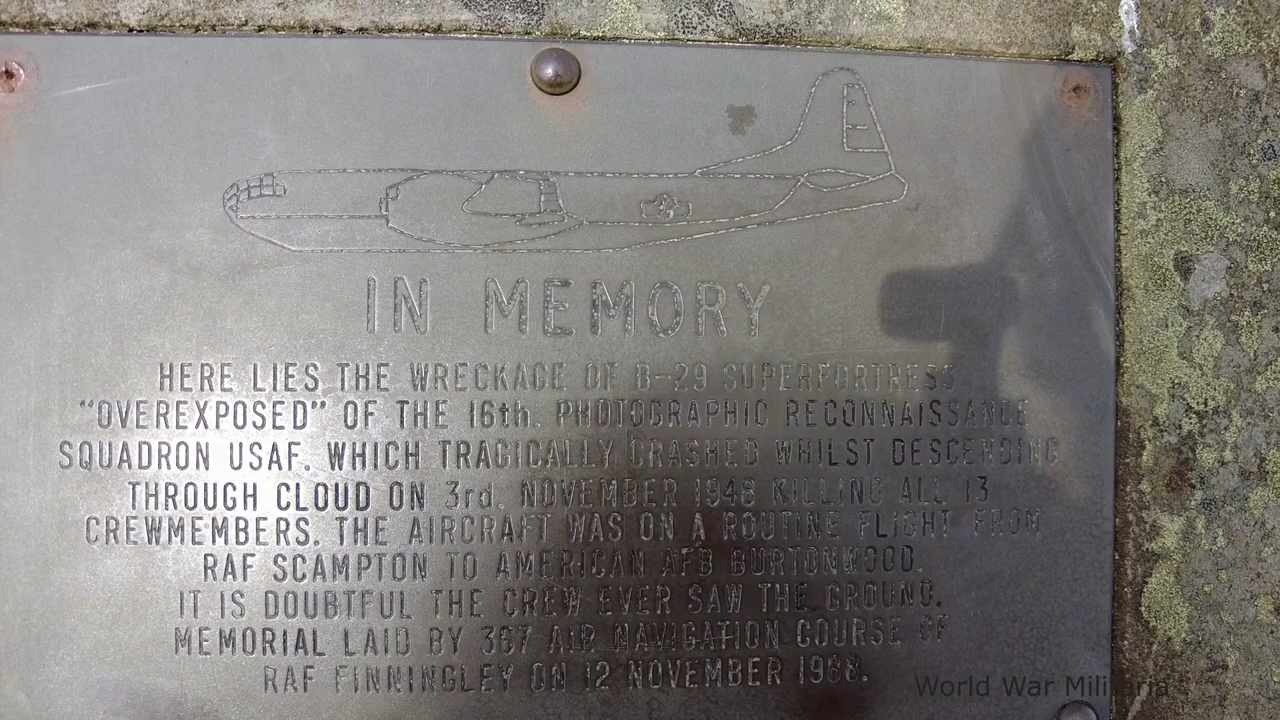 IN MEMORY
HERE LIES THE WRECKAGE OF B-29 SUPERFORTRESS
“OVEREXPOSED” OF THE 16th. PHOTOGRAPHIC RECONNAISSANCE
SQUADRON USAF. WHICH TRAGICALLY CRASHED WHILST DESCENDING
THROUGH CLOUD ON 3rd. NOVEMBER 1948 KILLING ALL 13
CREWMEMBERS. THE AIRCRAFT WAS ON A ROUTINE FLIGHT FROM
RAF SCAMPTON TO AMERICAN AFB BURTONWOOD.
IT IS DOUBTFUL THE CREW EVER SAW THE GROUND.
MEMORIAL LAID BY 367 AIR NAVIGATION COURSE OF
RAF FINNINGLEY ON 12 NOVEMBER 1988.
World War Militaria